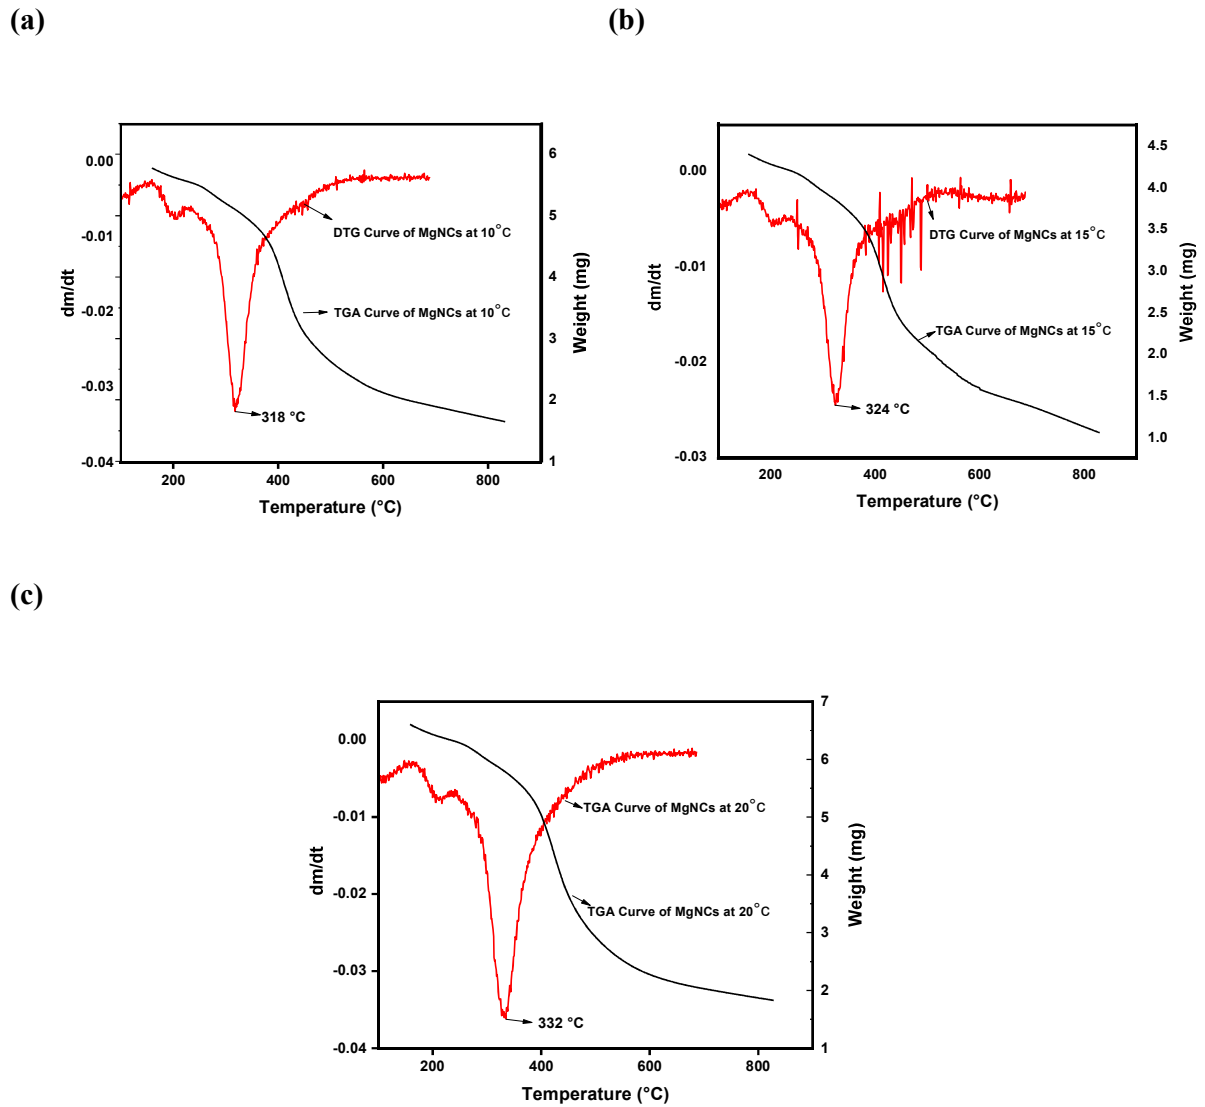 (a)
(b)
0.00
-0.01
-0.02
-0.03
-0.04
dm/dt
6
5
4
3
2
1
Weight (mg)
DTG Curve of MgNCs at 10°C
TGA Curve of MgNCs at 10°C
318 °C
200
400
600
800
Temperature (°C)
0.00
-0.01
-0.02
-0.03
dm/dt
4.5
4.0
3.5
3.0
2.5
2.0
1.5
1.0
Weight (mg)
DTG Curve of MgNCs at 15°C
TGA Curve of MgNCs at 15°C
324 °C
200
400
600
800
Temperature (°C)
(c)
0.00
-0.01
-0.02
-0.03
-0.04
dm/dt
7
6
5
4
3
2
1
Weight (mg)
TGA Curve of MgNCs at 20°C
TGA Curve of MgNCs at 20°C
332 °C
200
400
600
800
Temperature (°C)